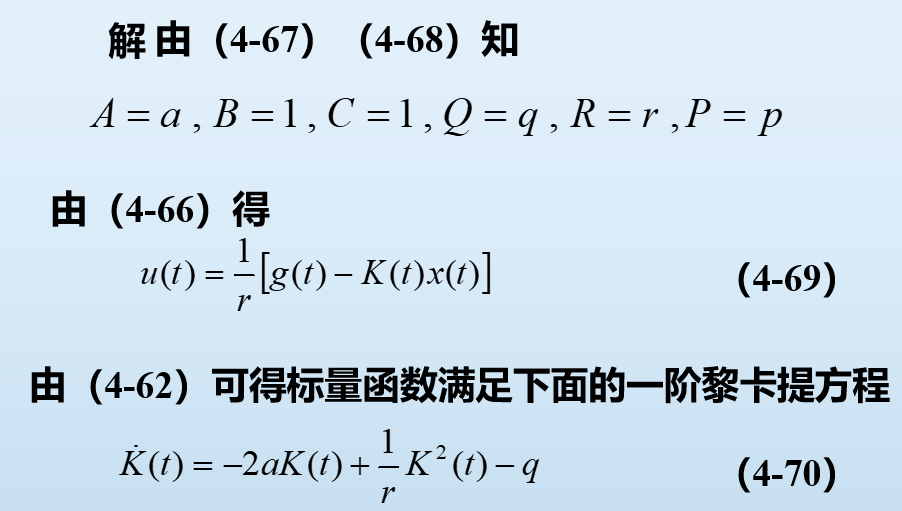 解 由（4-67）（4-68）知
A = a , B = 1 , C = 1 , Q = q , R = r , P = p
由（4-66）得
u(t) = \frac{1}{r}[g(t) − K(t)x(t)] （4-69）
由（4-62）可得标量函数满足下面的一阶黎卡提方程
\dot{K}(t) = −2aK(t) + \frac{1}{r}K^2(t) − q （4-70）